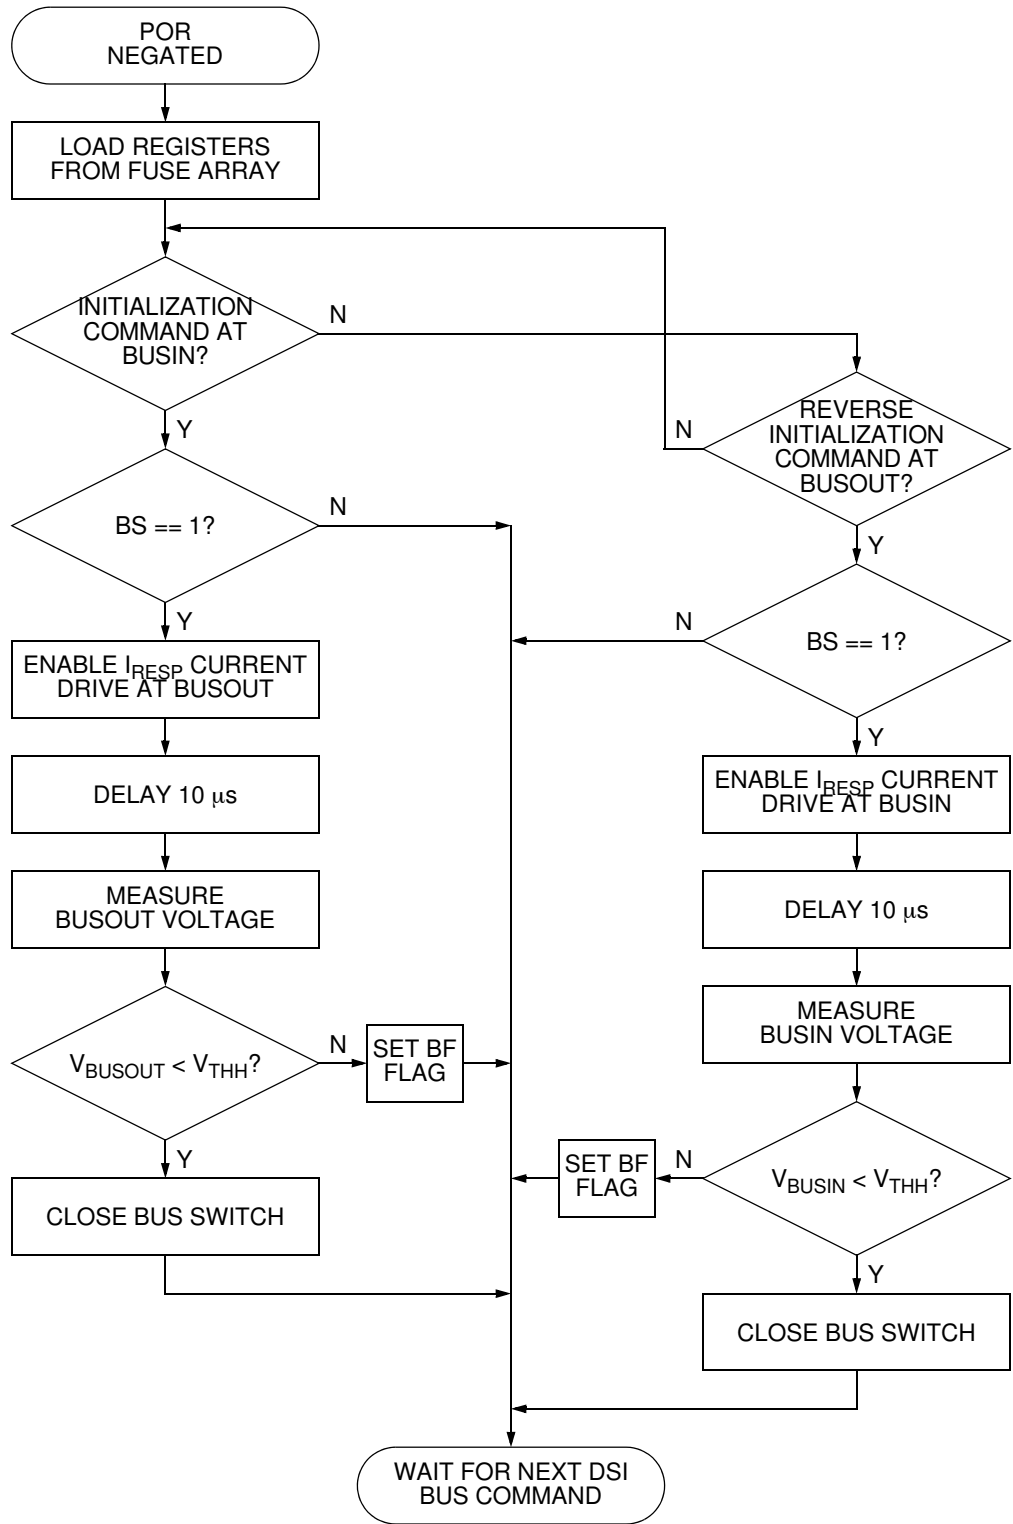 POR
NEGATED
LOAD REGISTERS
FROM FUSE ARRAY
INITIALIZATION
COMMAND AT
BUSIN?
N
Y
REVERSE
INITIALIZATION
COMMAND AT
BUSOUT?
N
Y
BS == 1?
N
Y
BS == 1?
N
Y
ENABLE IRESP CURRENT
DRIVE AT BUSOUT
DELAY 10 μs
MEASURE
BUSOUT VOLTAGE
VBUSOUT < VTHH?
N
SET BF
FLAG
Y
CLOSE BUS SWITCH
ENABLE IRESP CURRENT
DRIVE AT BUSIN
DELAY 10 μs
MEASURE
BUSIN VOLTAGE
VBUSIN < VTHH?
N
SET BF
FLAG
Y
CLOSE BUS SWITCH
WAIT FOR NEXT DSI
BUS COMMAND